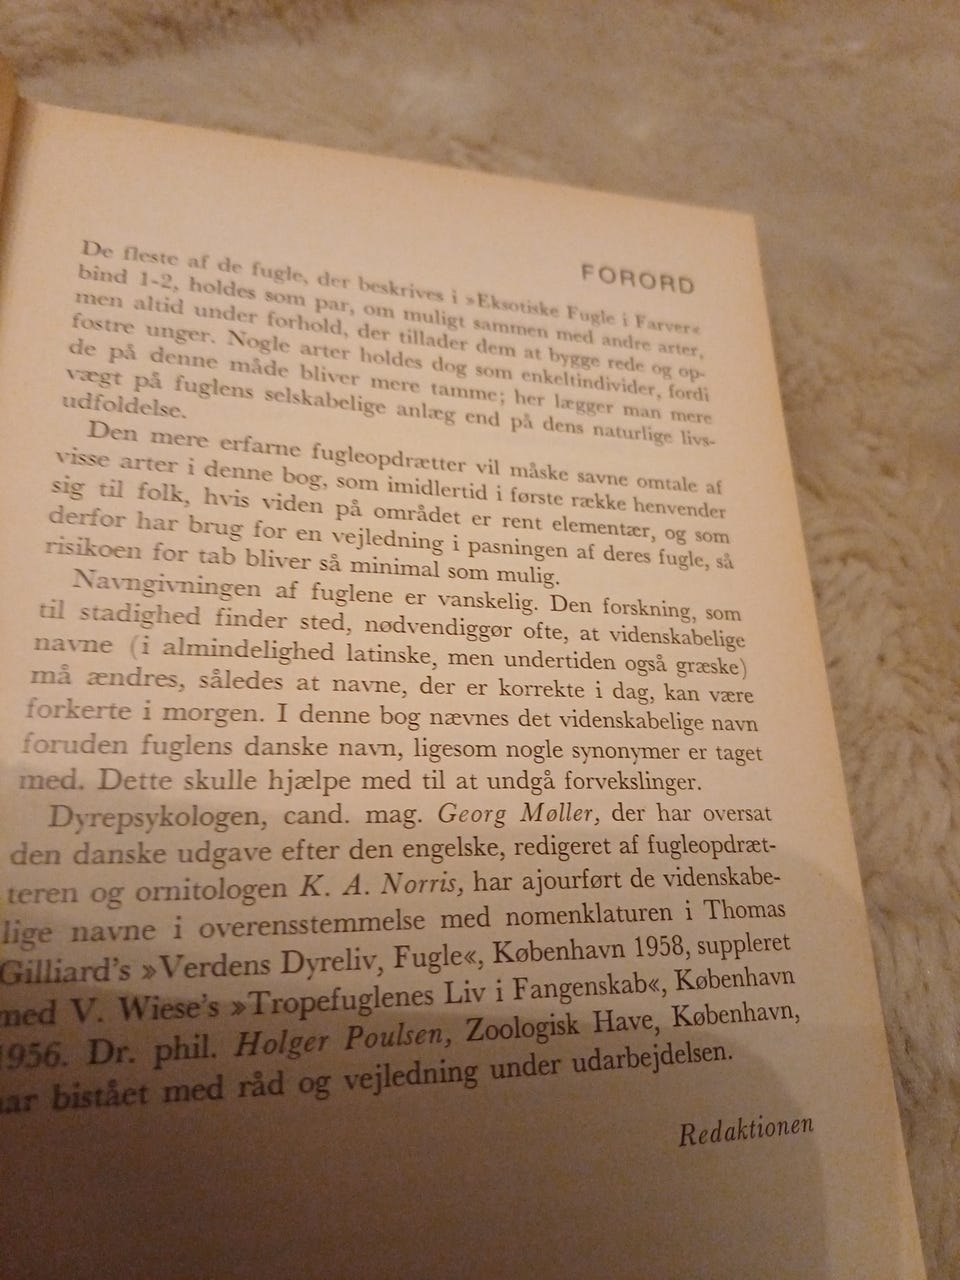 FORORD
De fleste af de fugle, der beskrives i »Eksotiske Fugle i Farver«
bind 1-2, holdes som par, om muligt sammen med andre arter,
men altid under forhold, der tillader dem at bygge rede og op-
fostre unger. Nogle arter holdes dog som enkeltindivider, fordi
de på denne måde bliver mere tamme; her lægger man mere
vægt på fuglens selskabelige anlæg end på dens naturlige livs-
udfoldelse.
Den mere erfarne fugleopdrætter vil måske savne omtale af
visse arter i denne bog, som imidlertid i første række henvender
sig til folk, hvis viden på området er rent elementær, og som
derfor har brug for en vejledning i pasningen af deres fugle, så
risikoen for tab bliver så minimal som mulig.
Navngivningen af fuglene er vanskelig. Den forskning, som
til stadighed finder sted, nødvendiggør ofte, at videnskabelige
navne (i almindelighed latinske, men undertiden også græske)
må ændres, således at navne, der er korrekte i dag, kan være
forkerte i morgen. I denne bog nævnes det videnskabelige navn
foruden fuglens danske navn, ligesom nogle synonymer er taget
med. Dette skulle hjælpe med til at undgå forvekslinger.
Dyrepsykologen, cand. mag. Georg Møller, der har oversat
den danske udgave efter den engelske, redigeret af fugleopdræt-
teren og ornitologen K. A. Norris, har ajourført de videnskabe-
lige navne i overensstemmelse med nomenklaturen i Thomas
Gilliard's »Verdens Dyreliv, Fugle«, København 1958, suppleret
med V. Wiese's »Tropefuglenes Liv i Fangenskab«, København
1956. Dr. phil. Holger Poulsen, Zoologisk Have, København,
har bistået med råd og vejledning under udarbejdelsen.
Redaktionen